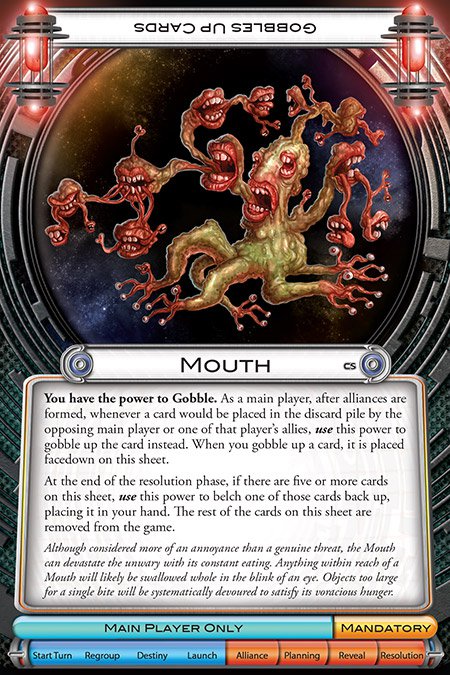 GOBBLES UP CARDS
MOUTH CS
You have the power to Gobble. As a main player, after alliances are
formed, whenever a card would be placed in the discard pile by the
opposing main player or one of that player's allies, use this power to
gobble up the card instead. When you gobble up a card, it is placed
facedown on this sheet.
At the end of the resolution phase, if there are five or more cards
on this sheet, use this power to belch one of those cards back up,
placing it in your hand. The rest of the cards on this sheet are
removed from the game.
Although considered more of an annoyance than a genuine threat, the Mouth
can devastate the unwary with its constant eating. Anything within reach of a
Mouth will likely be swallowed whole in the blink of an eye. Objects too large
for a single bite will be systematically devoured to satisfy its voracious hunger.
MAIN PLAYER ONLY MANDATORY
Start Turn Regroup Destiny Launch Alliance Planning Reveal Resolution